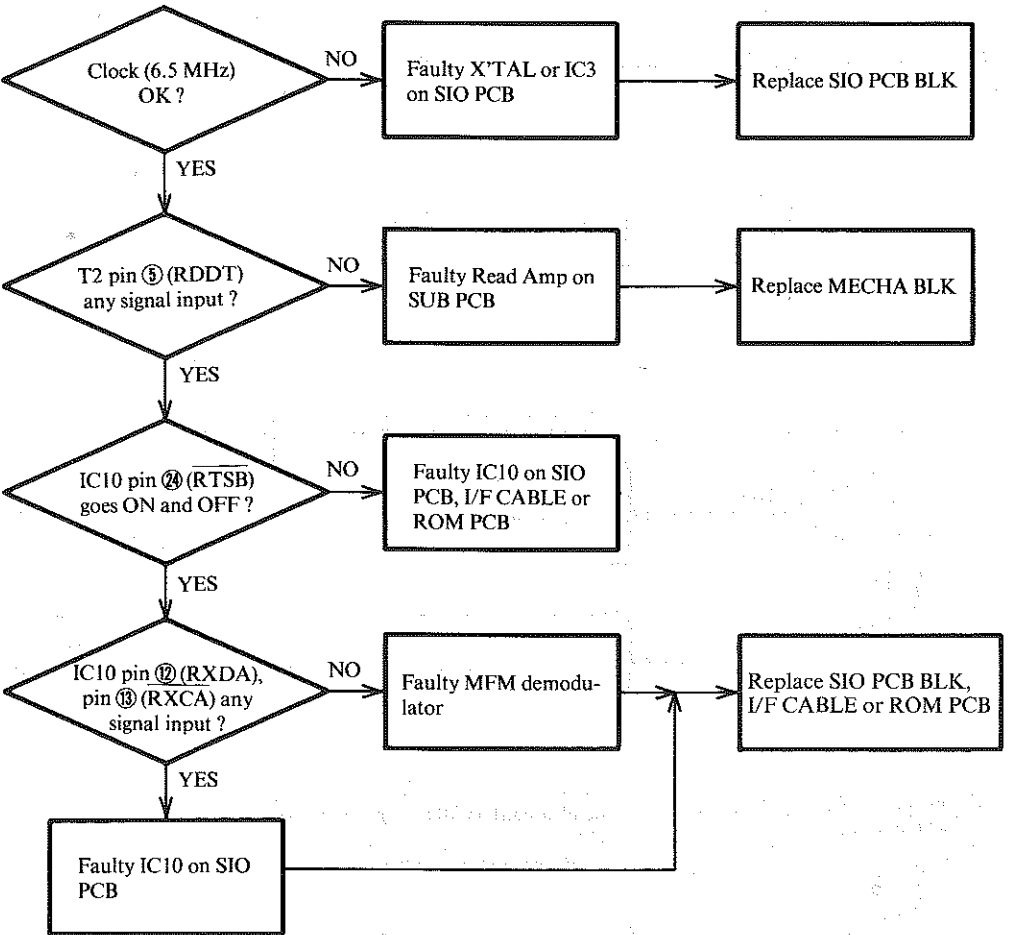 Clock (6.5 MHz)
OK ?
NO
Faulty X'TAL or IC3
on SIO PCB
Replace SIO PCB BLK
YES
T2 pin ⑤ (RDDT)
any signal input ?
NO
Faulty Read Amp on
SUB PCB
Replace MECHA BLK
YES
IC10 pin ㉔ (R̅T̅S̅B̅)
goes ON and OFF ?
NO
Faulty IC10 on SIO
PCB, I/F CABLE or
ROM PCB
YES
IC10 pin ⑫ (RXDA),
pin ⑬ (R̅X̅C̅A̅) any
signal input ?
NO
Faulty MFM demodu-
lator
Replace SIO PCB BLK,
I/F CABLE or ROM PCB
YES
Faulty IC10 on SIO
PCB